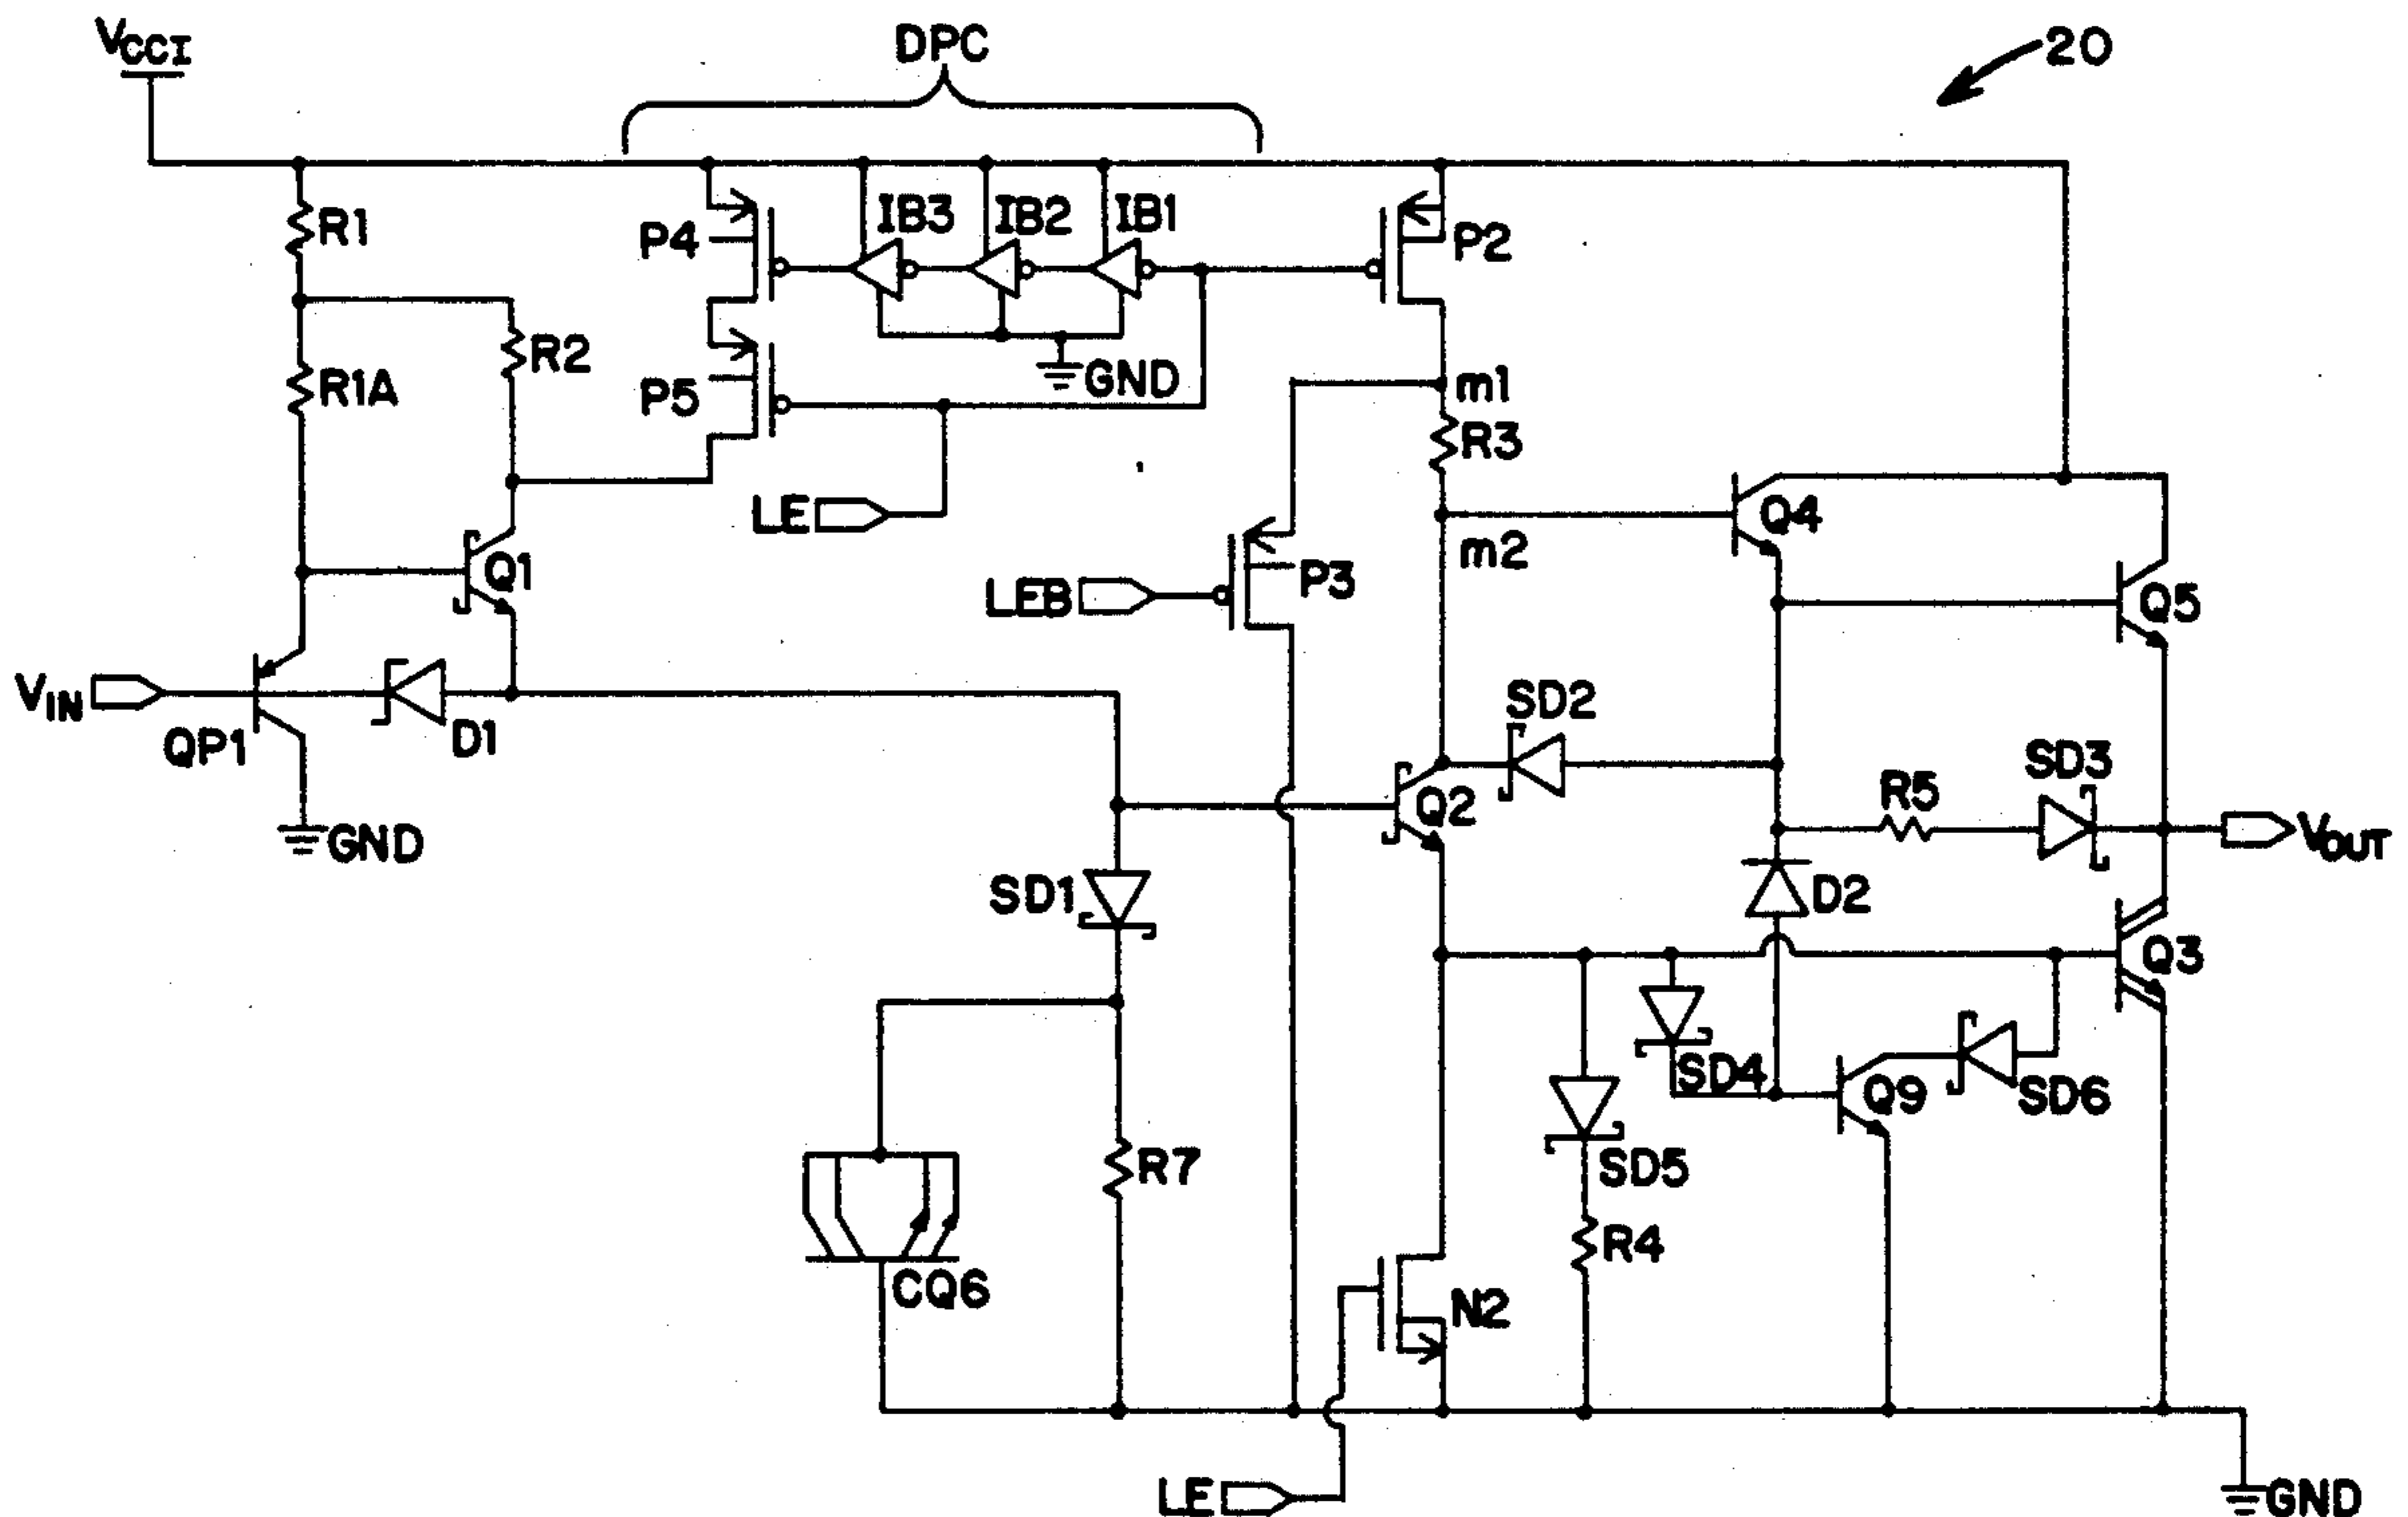 VCCI
DPC
20
R1
P4
IB3
IB2
IB1
P2
R2
R1A
P5
GND
m1
R3
LE
Q4
Q1
m2
LEB
P3
Q5
VIN
D1
QP1
SD2
SD3
Q2
R5
VOUT
GND
SD1
D2
Q3
SD4
Q9
SD6
R7
SD5
R4
CQ6
N2
LE
GND